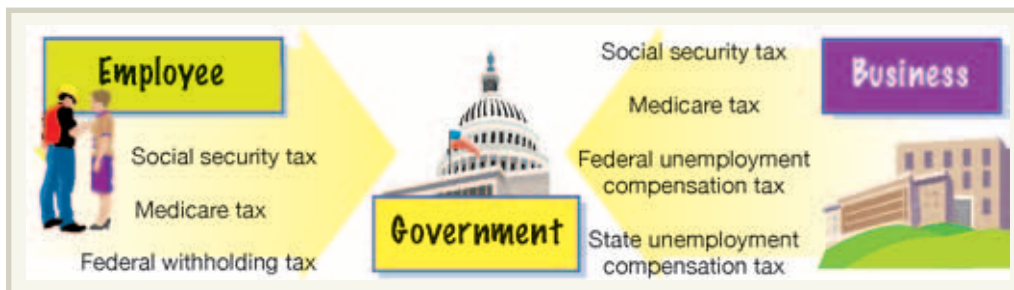 Employee
Social security tax
Medicare tax
Federal withholding tax
Government
Social security tax
Medicare tax
Federal unemployment
compensation tax
State unemployment
compensation tax
Business